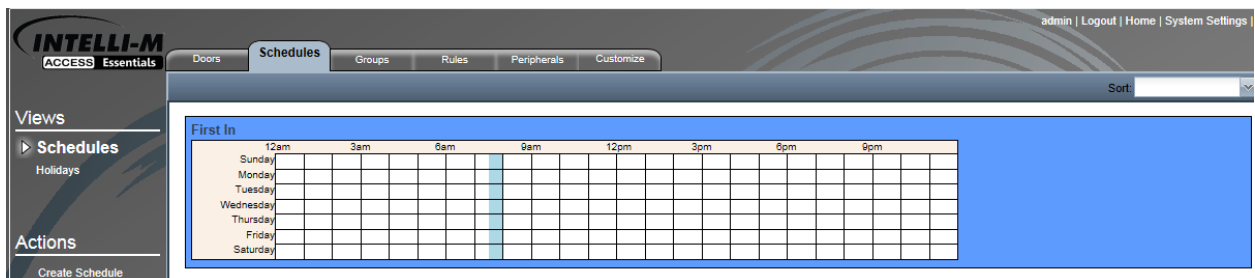 admin | Logout | Home | System Settings |
INTELLI-M
ACCESS Essentials
Doors Schedules Groups Rules Peripherals Customize
Sort:
Views
Schedules
Holidays
Actions
Create Schedule
First In
12am 3am 6am 9am 12pm 3pm 6pm 9pm
Sunday
Monday
Tuesday
Wednesday
Thursday
Friday
Saturday